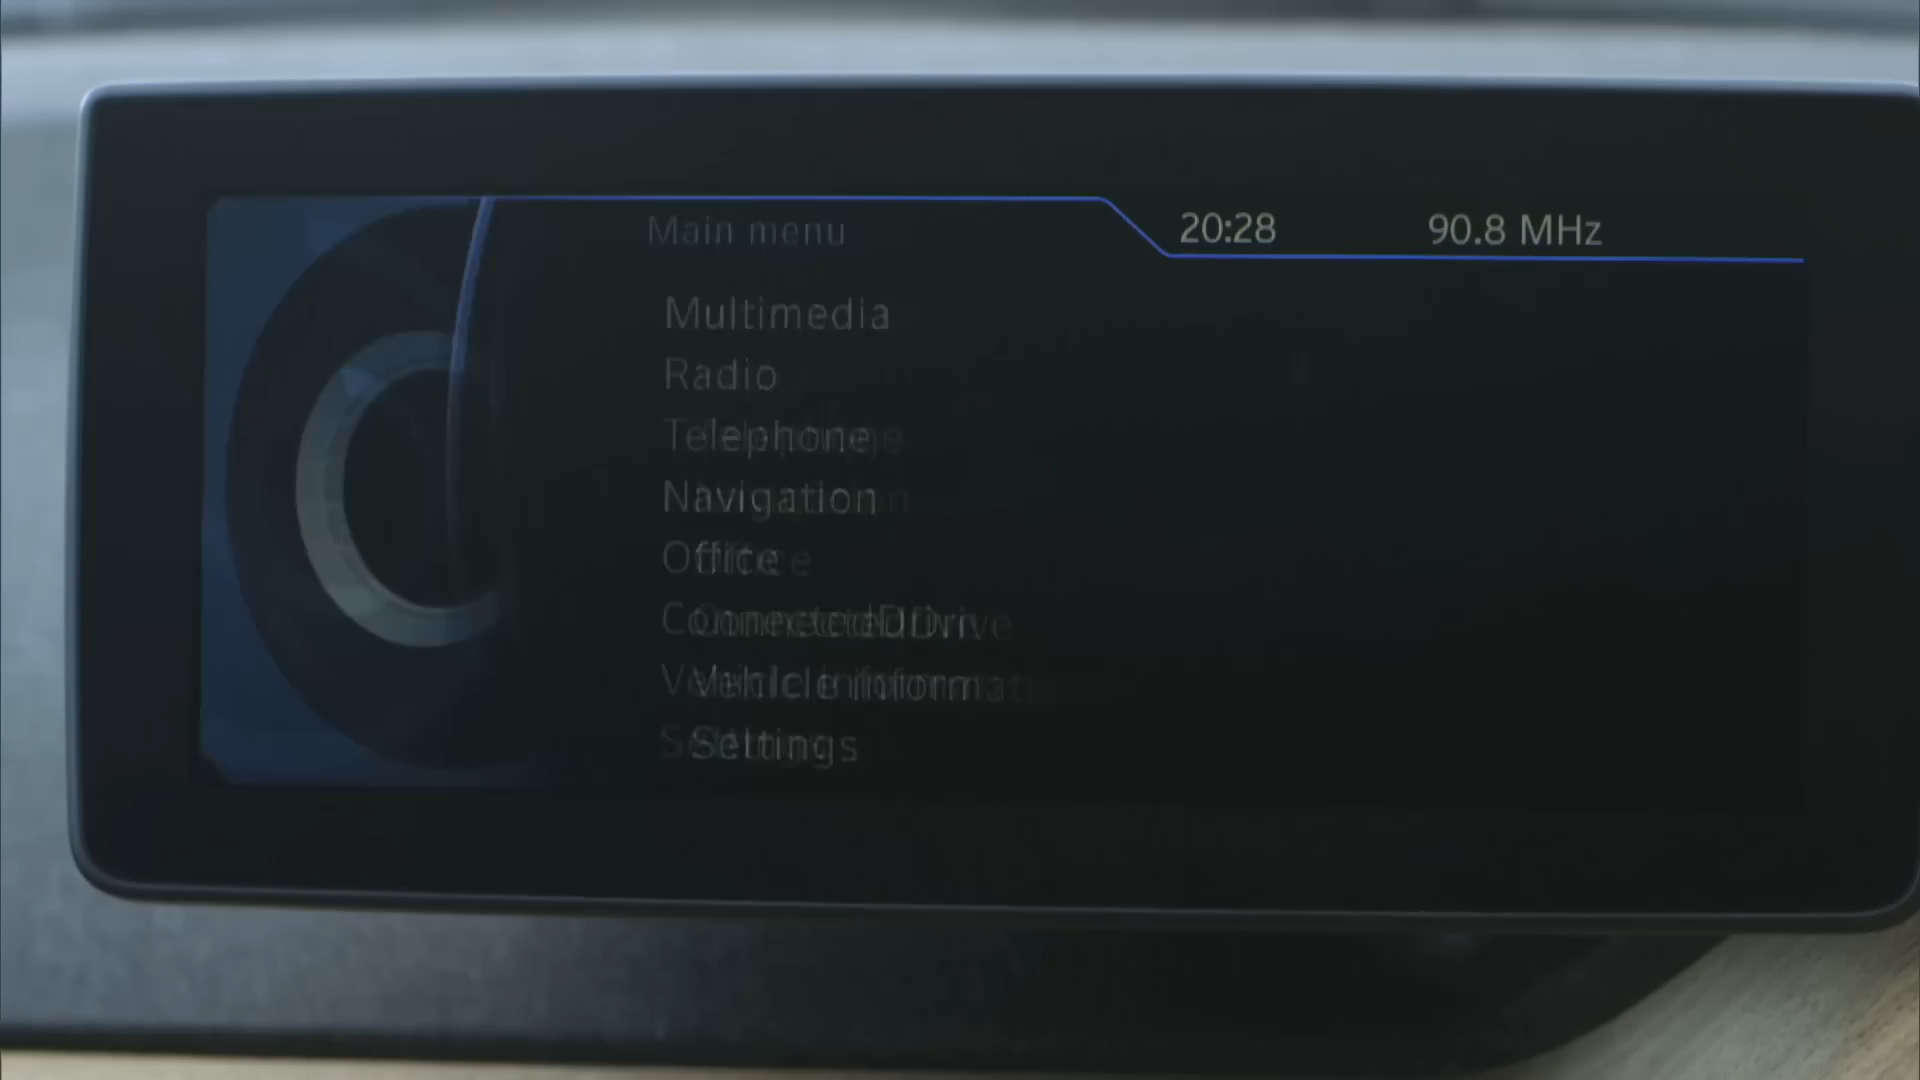 Main menu
20:28
90.8 MHz
Multimedia
Radio
Telephone
Navigation
Office
ConnectedDrive
Vehicle information
Settings